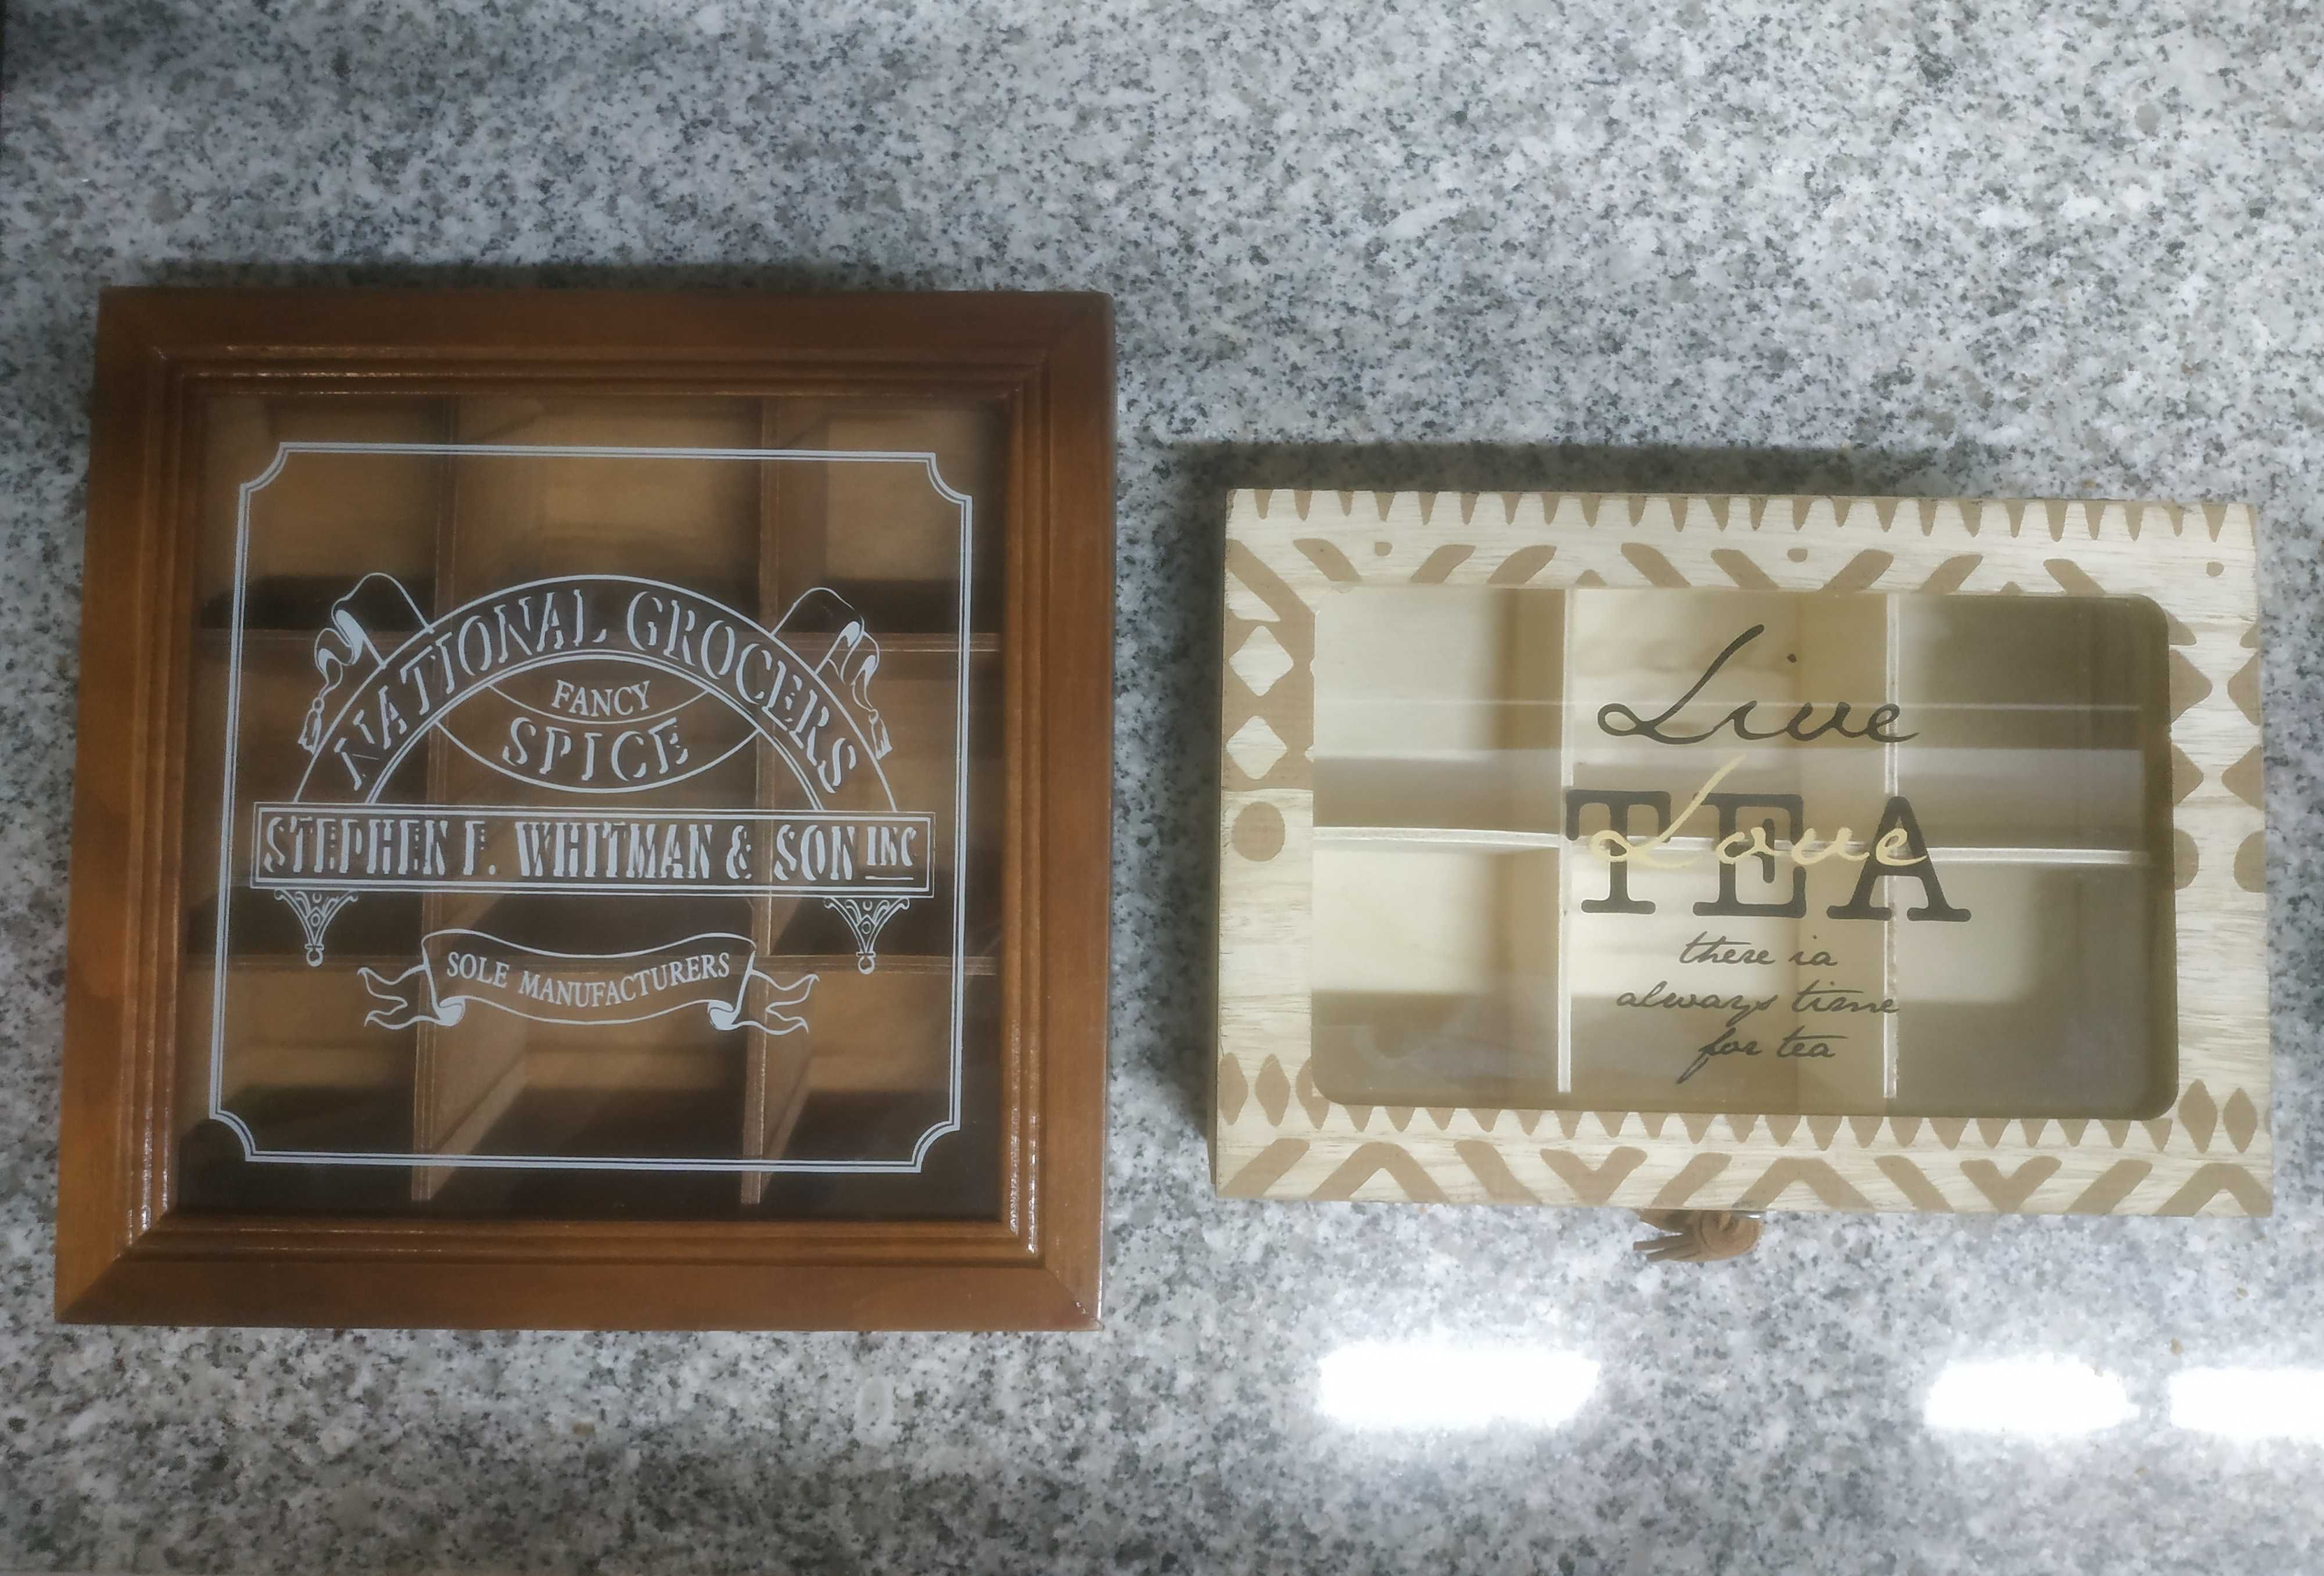 NATIONAL GROCERS
FANCY
SPICE
STEPHEN F. WHITMAN & SON INC
SOLE MANUFACTURERS
Live
Love
TEA
there is
always time
for tea